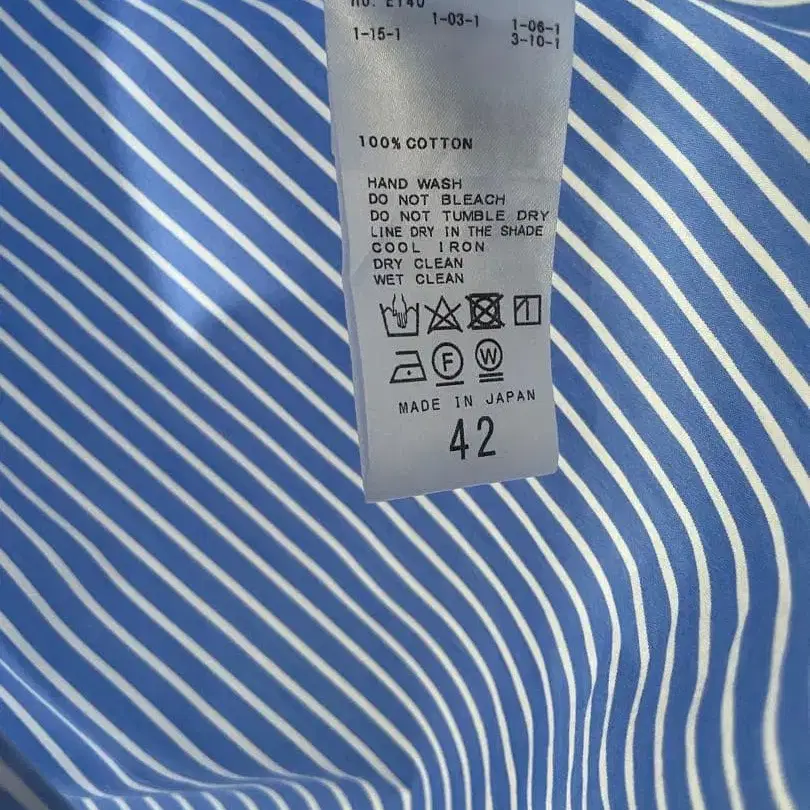 1-03-1 1-06-1
1-15-1 3-10-1
100% COTTON
HAND WASH
DO NOT BLEACH
DO NOT TUMBLE DRY
LINE DRY IN THE SHADE
COOL IRON
DRY CLEAN
WET CLEAN
F W
MADE IN JAPAN
42